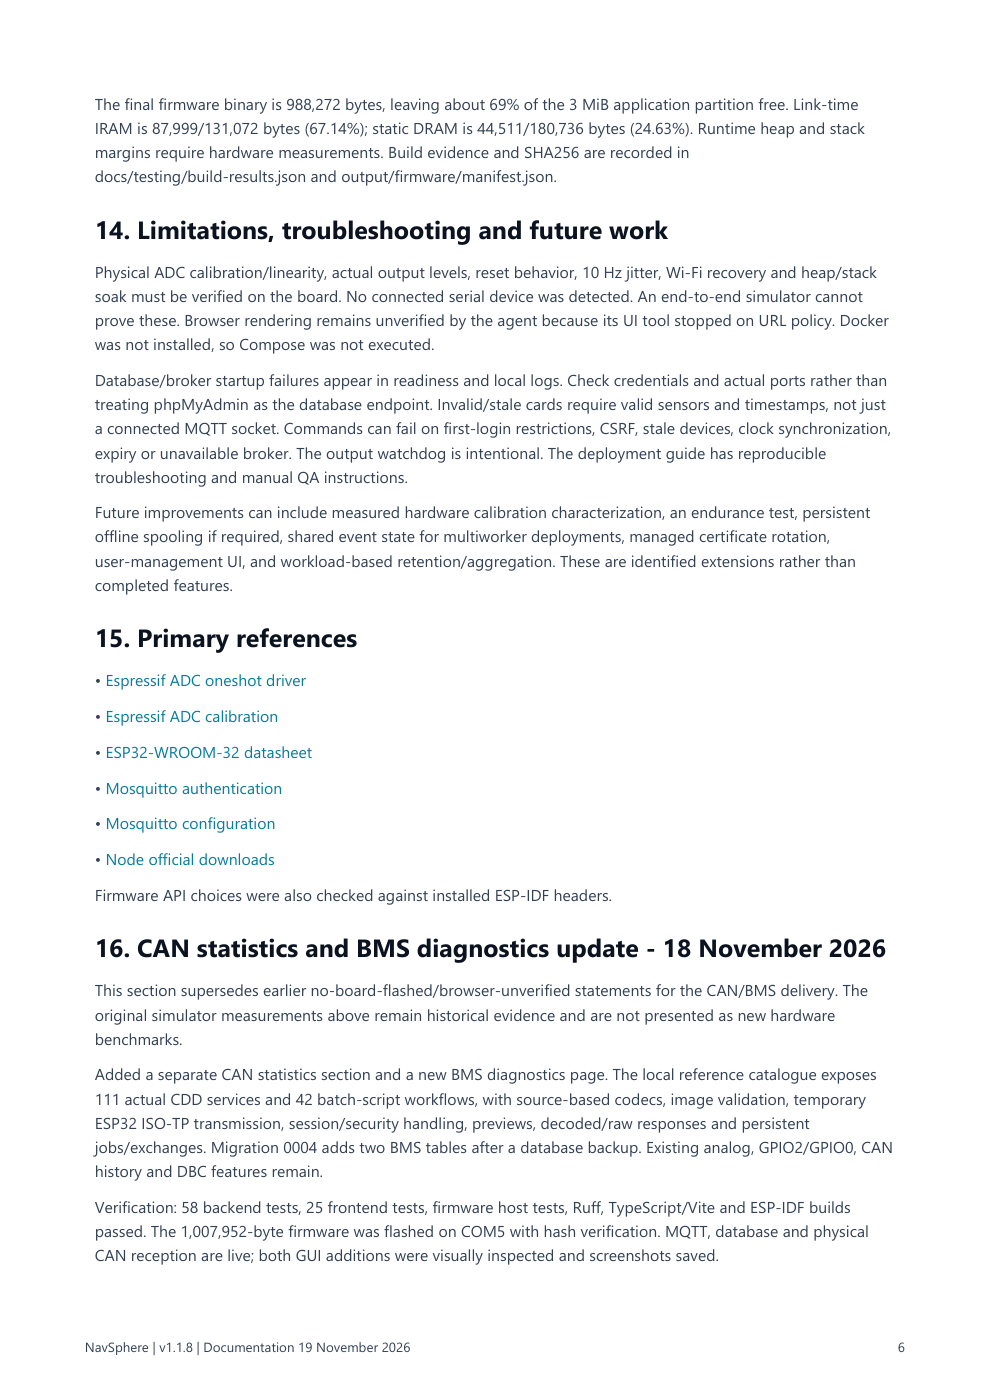 The final firmware binary is 988,272 bytes, leaving about 69% of the 3 MiB application partition free. Link-time
IRAM is 87,999/131,072 bytes (67.14%); static DRAM is 44,511/180,736 bytes (24.63%). Runtime heap and stack
margins require hardware measurements. Build evidence and SHA256 are recorded in
docs/testing/build-results.json and output/firmware/manifest.json.
14. Limitations, troubleshooting and future work
Physical ADC calibration/linearity, actual output levels, reset behavior, 10 Hz jitter, Wi-Fi recovery and heap/stack
soak must be verified on the board. No connected serial device was detected. An end-to-end simulator cannot
prove these. Browser rendering remains unverified by the agent because its UI tool stopped on URL policy. Docker
was not installed, so Compose was not executed.
Database/broker startup failures appear in readiness and local logs. Check credentials and actual ports rather than
treating phpMyAdmin as the database endpoint. Invalid/stale cards require valid sensors and timestamps, not just
a connected MQTT socket. Commands can fail on first-login restrictions, CSRF, stale devices, clock synchronization,
expiry or unavailable broker. The output watchdog is intentional. The deployment guide has reproducible
troubleshooting and manual QA instructions.
Future improvements can include measured hardware calibration characterization, an endurance test, persistent
offline spooling if required, shared event state for multiworker deployments, managed certificate rotation,
user-management UI, and workload-based retention/aggregation. These are identified extensions rather than
completed features.
15. Primary references
• Espressif ADC oneshot driver
• Espressif ADC calibration
• ESP32-WROOM-32 datasheet
• Mosquitto authentication
• Mosquitto configuration
• Node official downloads
Firmware API choices were also checked against installed ESP-IDF headers.
16. CAN statistics and BMS diagnostics update - 18 November 2026
This section supersedes earlier no-board-flashed/browser-unverified statements for the CAN/BMS delivery. The
original simulator measurements above remain historical evidence and are not presented as new hardware
benchmarks.
Added a separate CAN statistics section and a new BMS diagnostics page. The local reference catalogue exposes
111 actual CDD services and 42 batch-script workflows, with source-based codecs, image validation, temporary
ESP32 ISO-TP transmission, session/security handling, previews, decoded/raw responses and persistent
jobs/exchanges. Migration 0004 adds two BMS tables after a database backup. Existing analog, GPIO2/GPIO0, CAN
history and DBC features remain.
Verification: 58 backend tests, 25 frontend tests, firmware host tests, Ruff, TypeScript/Vite and ESP-IDF builds
passed. The 1,007,952-byte firmware was flashed on COM5 with hash verification. MQTT, database and physical
CAN reception are live; both GUI additions were visually inspected and screenshots saved.
NavSphere | v1.1.8 | Documentation 19 November 2026
6